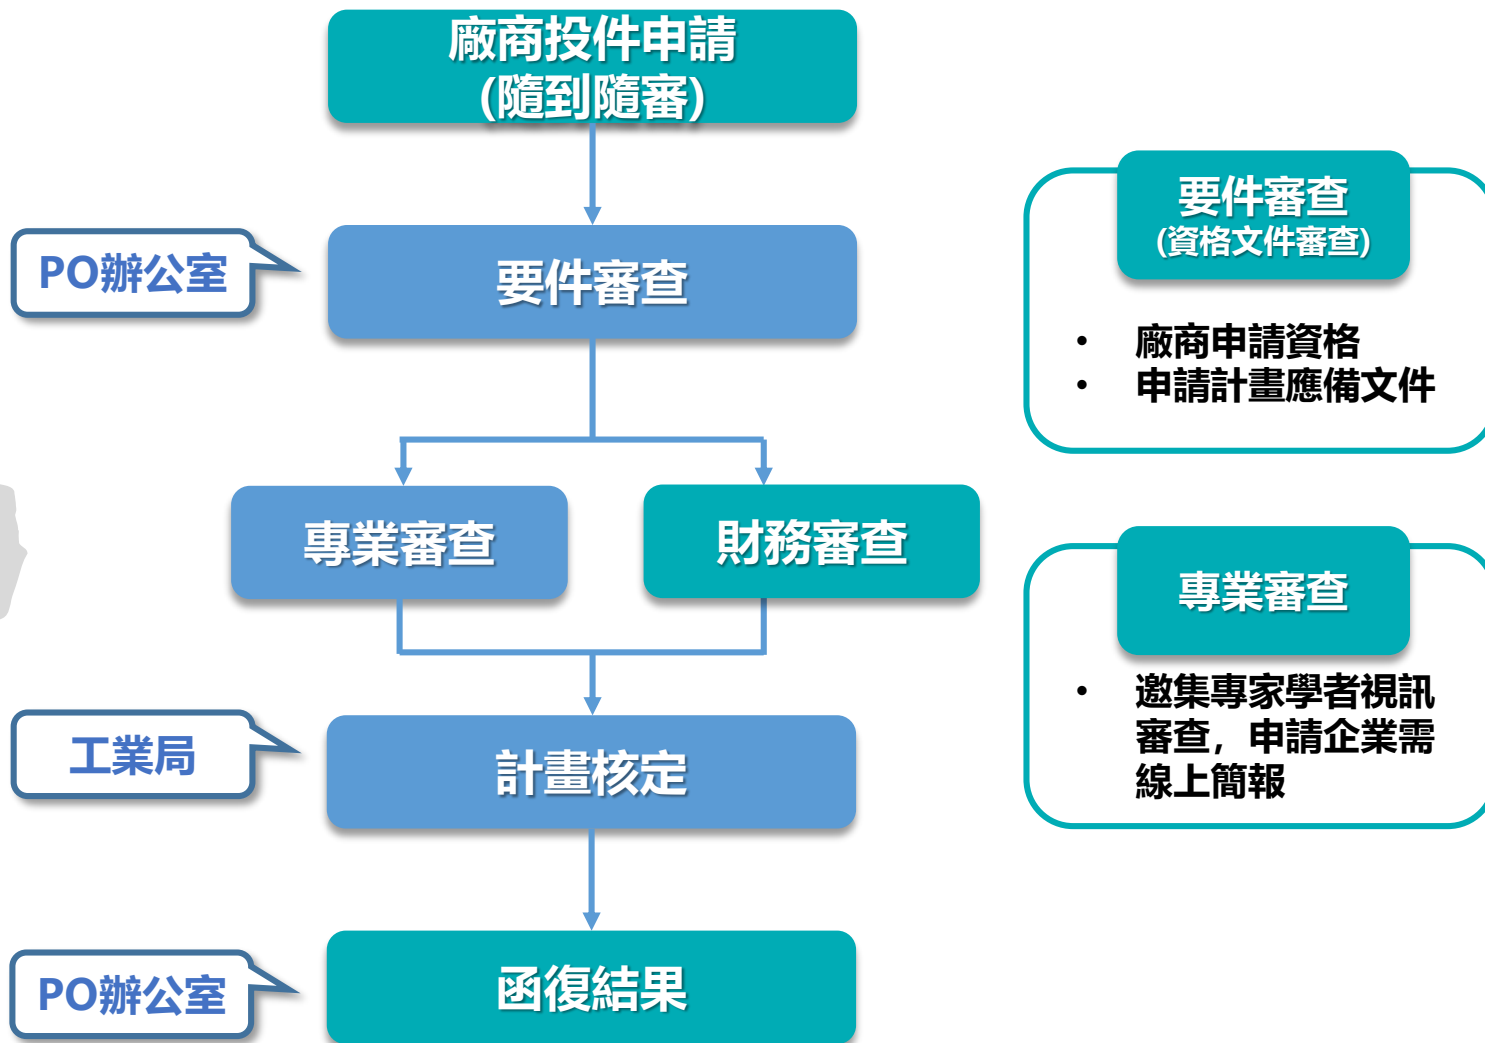 廠商投件申請
(隨到隨審)
PO辦公室
要件審查
專業審查
財務審查
工業局
計畫核定
PO辦公室
函復結果
要件審查
(資格文件審查)
• 廠商申請資格
• 申請計畫應備文件
專業審查
• 邀集專家學者視訊
審查，申請企業需
線上簡報